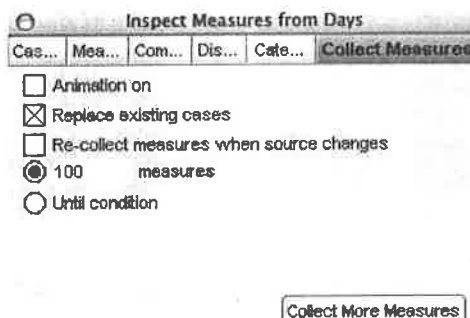 Inspect Measures from Days
Cas... Mea... Com... Dis... Cate... Collect Measures
Animation on
Replace existing cases
Re-collect measures when source changes
100 measures
Until condition
Collect More Measures